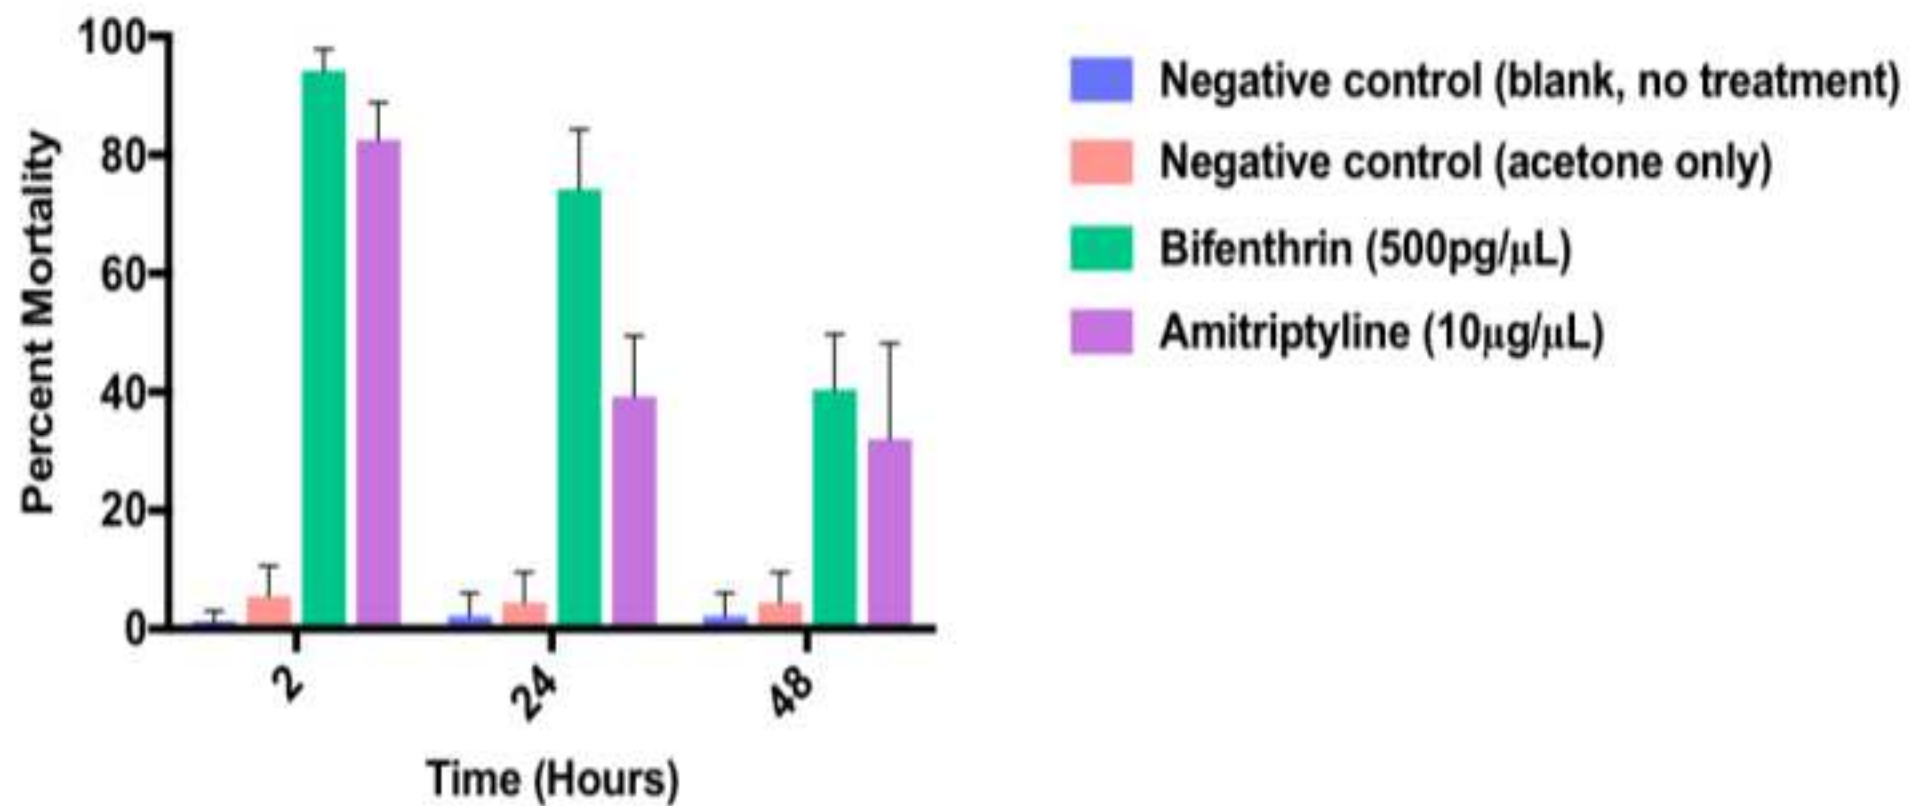 Percent Mortality
100
80
60
40
20
0
2
24
48
Time (Hours)
Negative control (blank, no treatment)
Negative control (acetone only)
Bifenthrin (500pg/μL)
Amitriptyline (10μg/μL)